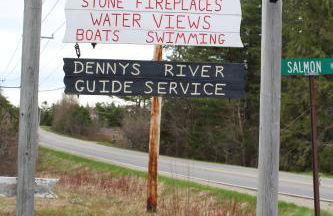 STONE FIREPLACES
WATER VIEWS
BOATS SWIMMING
DENNYS RIVER
GUIDE SERVICE
SALMON